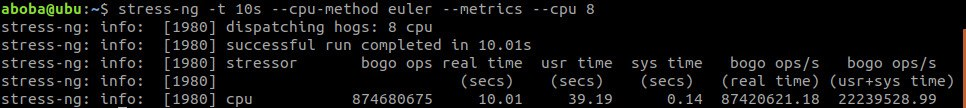 aboba@ubu:~$ stress-ng -t 10s --cpu-method euler --metrics --cpu 8
stress-ng: info:  [1980] dispatching hogs: 8 cpu
stress-ng: info:  [1980] successful run completed in 10.01s
stress-ng: info:  [1980] stressor       bogo ops real time  usr time  sys time   bogo ops/s   bogo ops/s
stress-ng: info:  [1980]                           (secs)    (secs)    (secs)   (real time) (usr+sys time)
stress-ng: info:  [1980] cpu           874680675     10.01     39.19      0.14  87420621.18  22239528.99